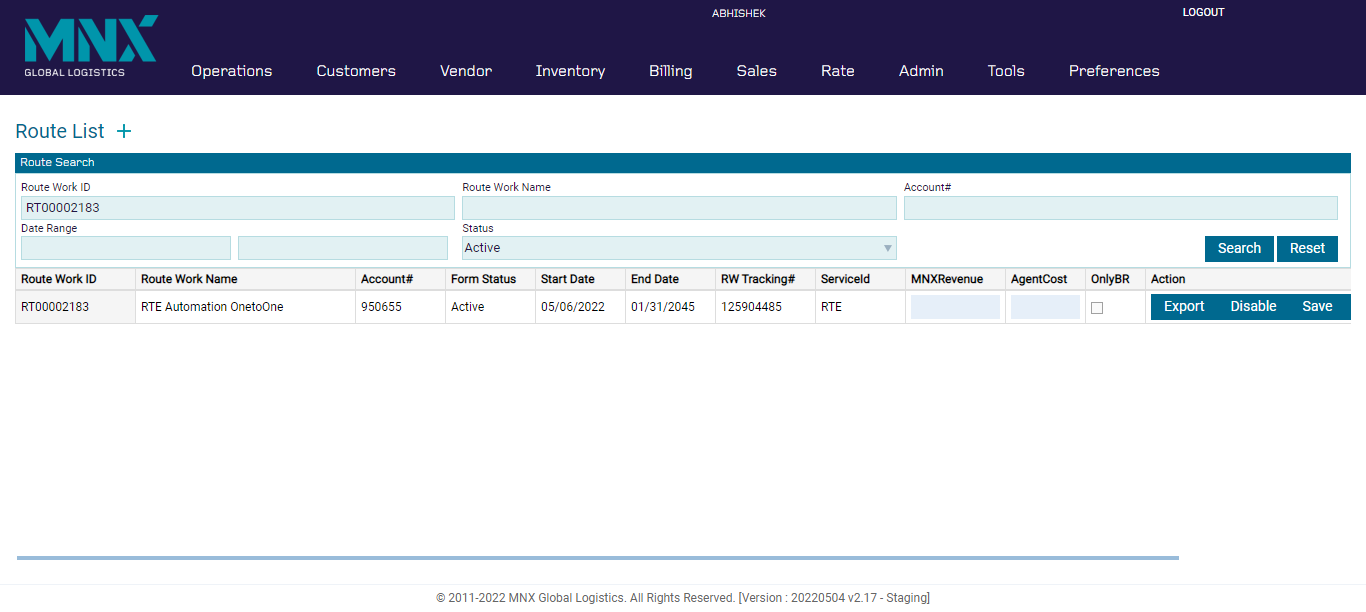 ABHISHEK
LOGOUT
MNX
GLOBAL LOGISTICS
Operations Customers Vendor Inventory Billing Sales Rate Admin Tools Preferences
Route List +
Route Search
Route Work ID Route Work Name Account#
RT00002183
Date Range Status
Active
Search Reset
Route Work ID Route Work Name Account# Form Status Start Date End Date RW Tracking# ServiceId MNXRevenue AgentCost OnlyBR Action
RT00002183 RTE Automation OnetoOne 950655 Active 05/06/2022 01/31/2045 125904485 RTE Export Disable Save
© 2011-2022 MNX Global Logistics. All Rights Reserved. [Version : 20220504 v2.17 - Staging]